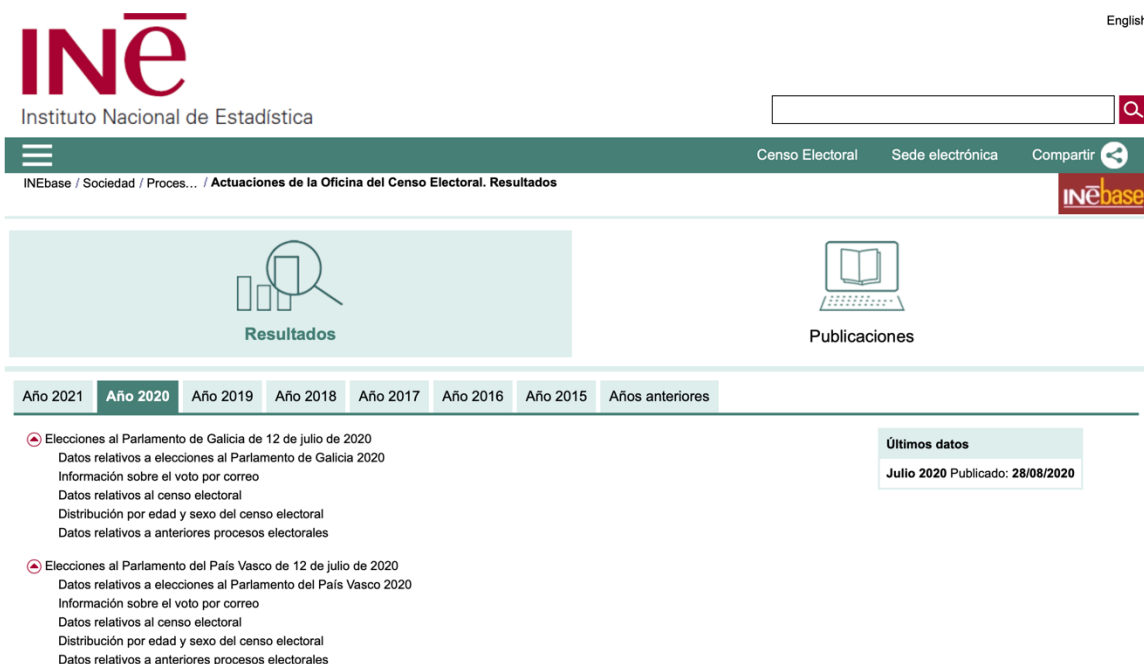 English
INe
Instituto Nacional de Estadística
Censo Electoral Sede electrónica Compartir
INEbase / Sociedad / Proces... / Actuaciones de la Oficina del Censo Electoral. Resultados
INebase
Resultados
Publicaciones
Año 2021 Año 2020 Año 2019 Año 2018 Año 2017 Año 2016 Año 2015 Años anteriores
Elecciones al Parlamento de Galicia de 12 de julio de 2020
Datos relativos a elecciones al Parlamento de Galicia 2020
Información sobre el voto por correo
Datos relativos al censo electoral
Distribución por edad y sexo del censo electoral
Datos relativos a anteriores procesos electorales
Últimos datos
Julio 2020 Publicado: 28/08/2020
Elecciones al Parlamento del País Vasco de 12 de julio de 2020
Datos relativos a elecciones al Parlamento del País Vasco 2020
Información sobre el voto por correo
Datos relativos al censo electoral
Distribución por edad y sexo del censo electoral
Datos relativos a anteriores procesos electorales